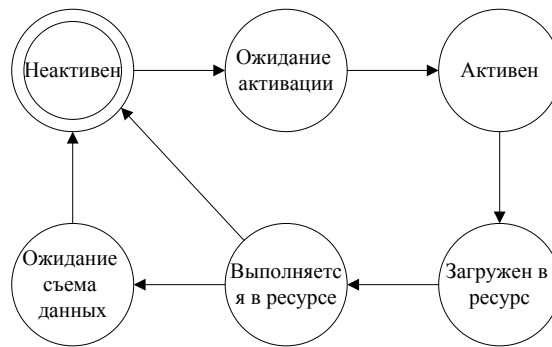 Неактивен
Ожидание
активации
Активен
Ожидание
съема
данных
Выполняетс
я в ресурсе
Загружен в
ресурс